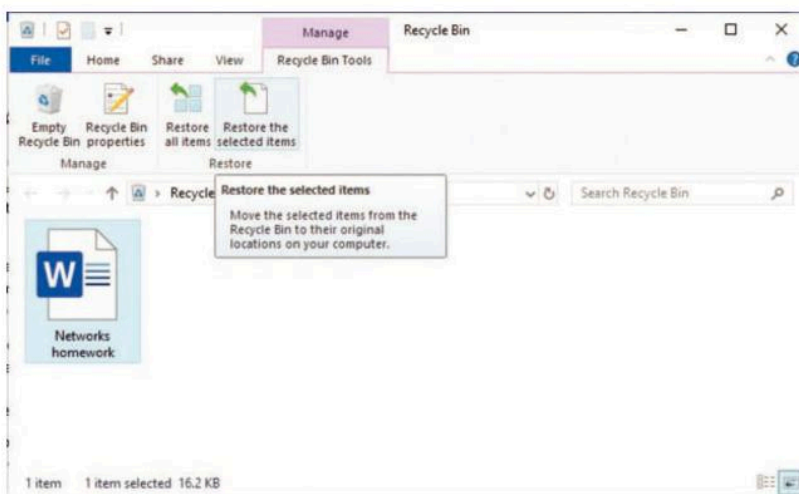 Manage
Recycle Bin
File
Home
Share
View
Recycle Bin Tools
Empty
Recycle Bin
Recycle Bin
properties
Restore
all items
Restore the
selected items
Manage
Restore
Recycle
Search Recycle Bin
Restore the selected items
Move the selected items from the
Recycle Bin to their original
locations on your computer.
W
Networks
homework
1 item
1 item selected 16.2 KB